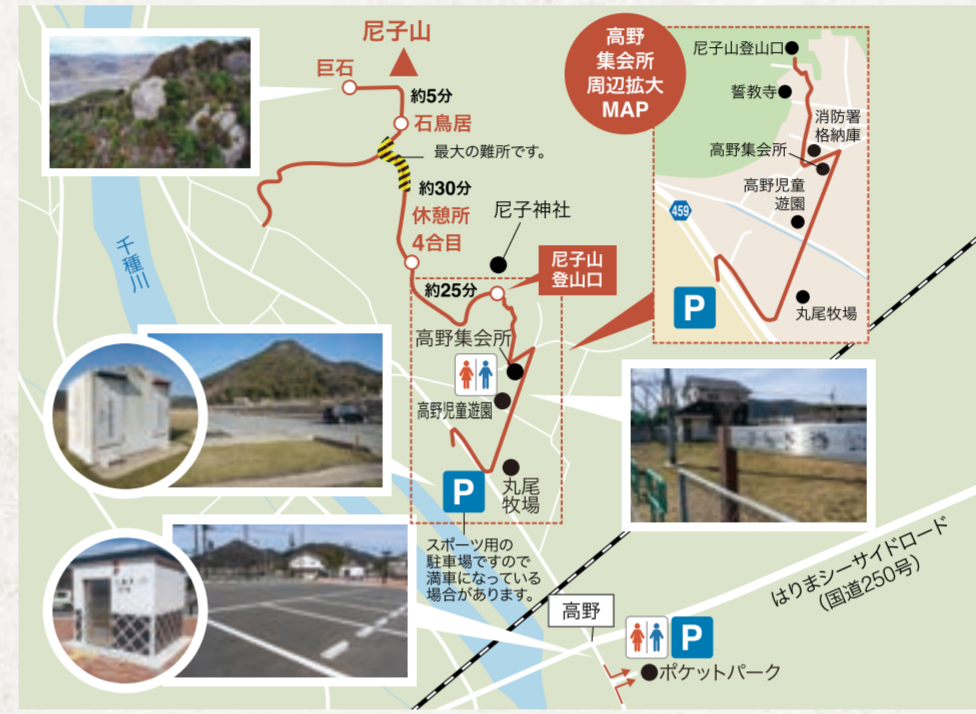 尼子山
巨石
約5分
石鳥居
最大の難所です。
約30分
休憩所
4合目
尼子神社
尼子山
登山口
約25分
高野集会所
高野児童遊園
P
丸尾
牧場
スポーツ用の
駐車場ですので
満車になっている
場合があります。
千種川
高野
集会所
周辺拡大
MAP
尼子山登山口
誓教寺
消防署
格納庫
高野集会所
高野児童
遊園
459
P
丸尾牧場
はりまシーサイドロード
(国道250号)
高野
P
ポケットパーク